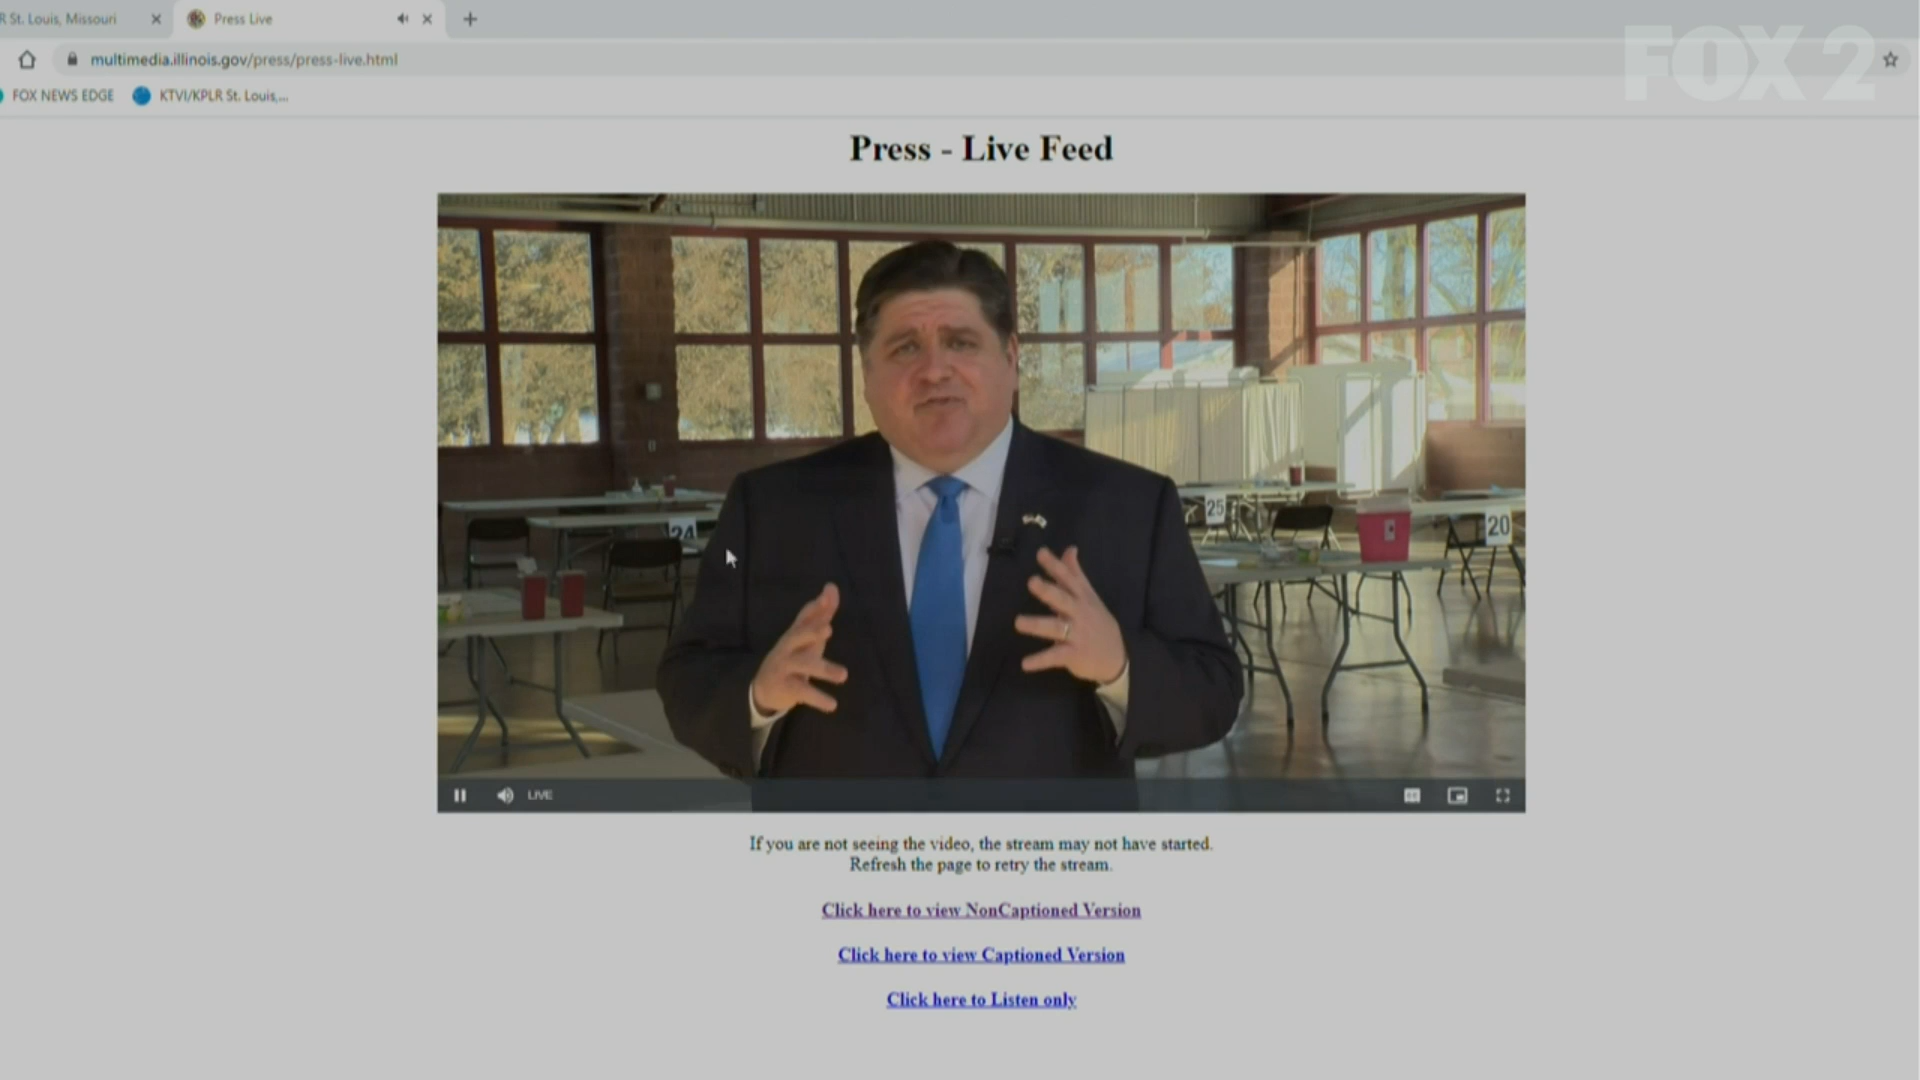 R St. Louis, Missouri
Press Live
FOX 2
multimedia.illinois.gov/press/press-live.html
FOX NEWS EDGE
KTVI/KPLR St. Louis,...
Press - Live Feed
24
25
20
LIVE
If you are not seeing the video, the stream may not have started.
Refresh the page to retry the stream.
Click here to view NonCaptioned Version
Click here to view Captioned Version
Click here to Listen only